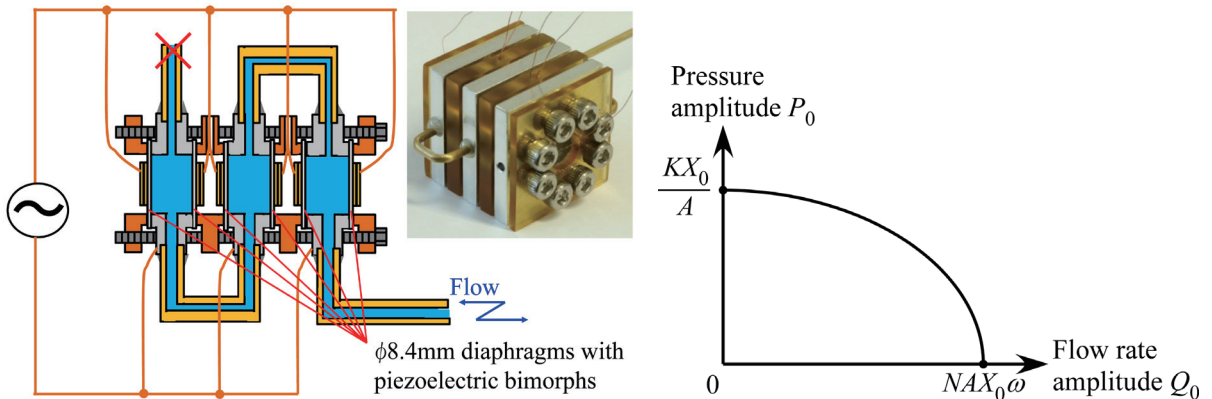 Flow
ϕ8.4mm diaphragms with
piezoelectric bimorphs
Pressure
amplitude P₀
KX₀
A
0
NAX₀ω
Flow rate
amplitude Q₀